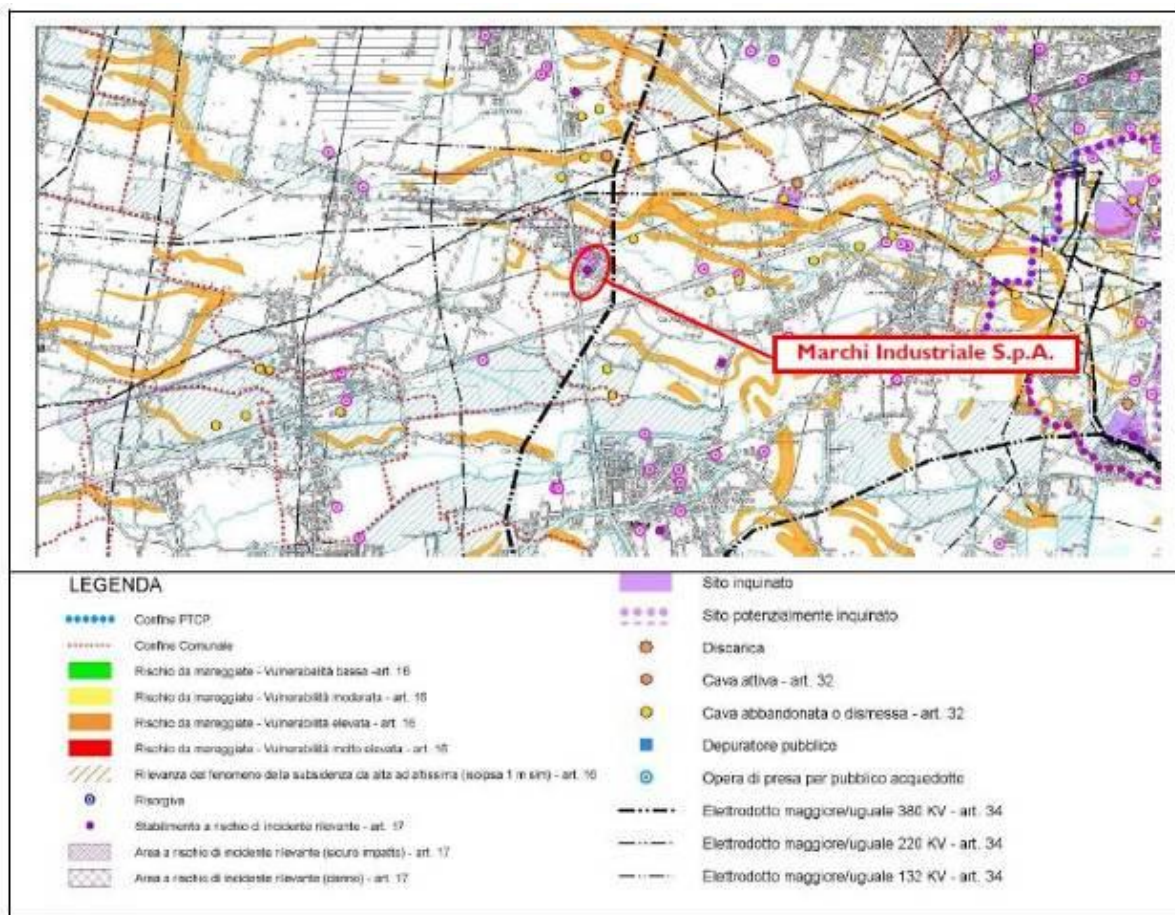 Marchi Industriale S.p.A.
LEGENDA
Confine PTCP
Confine Comunale
Rischio da mareggiate - Vulnerabilità bassa -art. 16
Rischio da mareggiate - Vulnerabilità moderata - art. 16
Rischio da mareggiate - Vulnerabilità elevata - art. 16
Rischio da mareggiate - Vulnerabilità molto elevata - art. 16
Rilevanza del fenomeno della subsidenza da alta ad altissima (isoipsa 1 m slm) - art. 16
Risorgiva
Stabilimento a rischio di incidente rilevante - art. 17
Area a rischio di incidente rilevante (sicuro impatto) - art. 17
Area a rischio di incidente rilevante (danno) - art. 17
Sito inquinato
Sito potenzialmente inquinato
Discarica
Cava attiva - art. 32
Cava abbandonata o dismessa - art. 32
Depuratore pubblico
Opera di presa per pubblico acquedotto
Elettrodotto maggiore/uguale 380 KV - art. 34
Elettrodotto maggiore/uguale 220 KV - art. 34
Elettrodotto maggiore/uguale 132 KV - art. 34